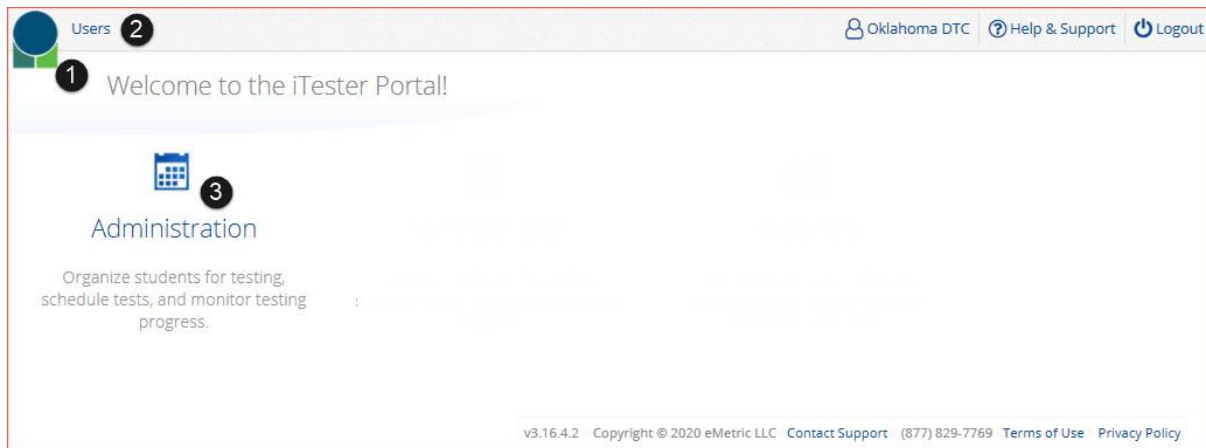 Users 2
Oklahoma DTC Help & Support Logout
1
Welcome to the iTester Portal!
3
Administration
Organize students for testing,
schedule tests, and monitor testing
progress.
v3.16.4.2 Copyright © 2020 eMetric LLC Contact Support (877) 829-7769 Terms of Use Privacy Policy